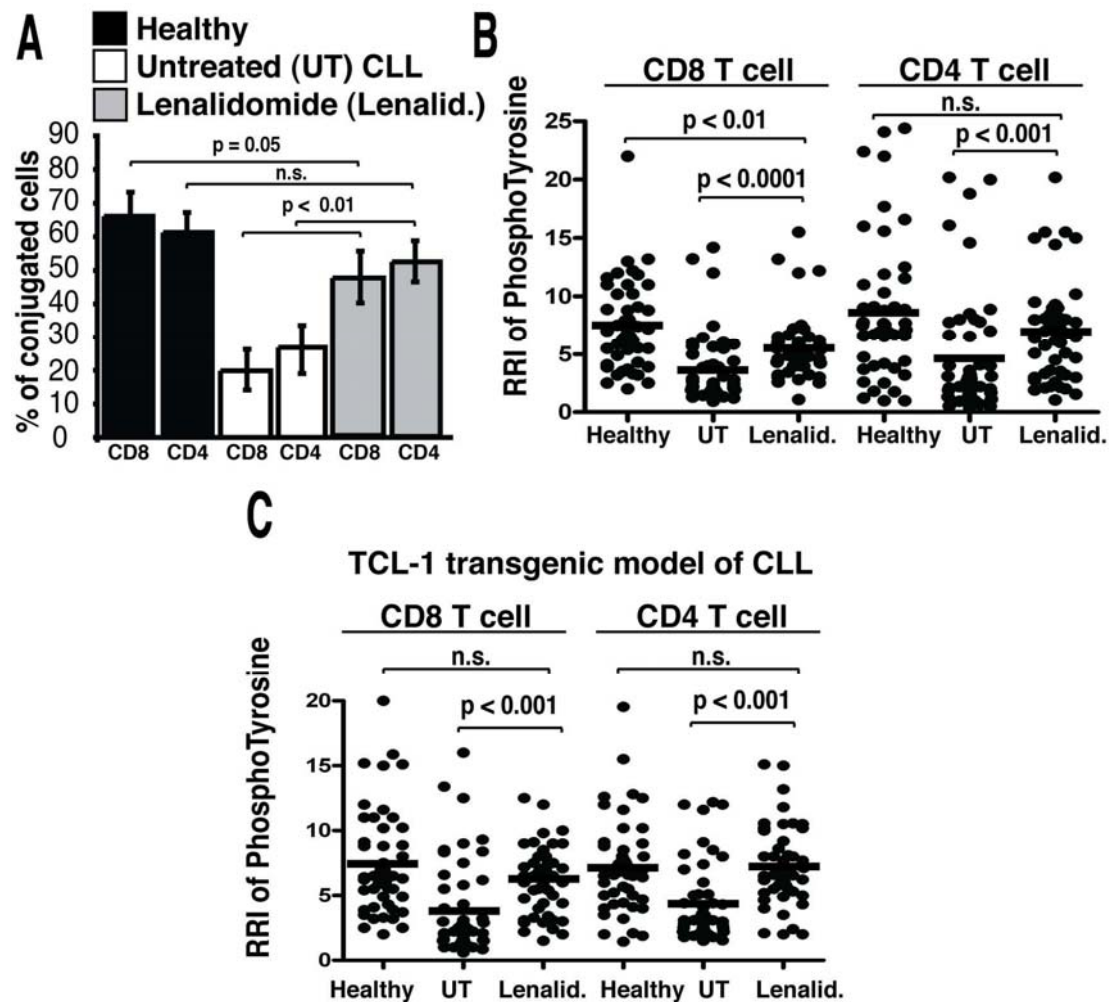 A
Healthy
Untreated (UT) CLL
Lenalidomide (Lenalid.)
% of conjugated cells
90
80
70
60
50
40
30
20
10
0
p = 0.05
n.s.
p < 0.01
CD8 CD4 CD8 CD4 CD8 CD4
B
CD8 T cell CD4 T cell
RRI of PhosphoTyrosine
25
20
15
10
5
0
p < 0.01
p < 0.0001
n.s.
p < 0.001
Healthy UT Lenalid. Healthy UT Lenalid.
C
TCL-1 transgenic model of CLL
CD8 T cell CD4 T cell
RRI of PhosphoTyrosine
20
15
10
5
0
n.s.
p < 0.001
n.s.
p < 0.001
Healthy UT Lenalid. Healthy UT Lenalid.